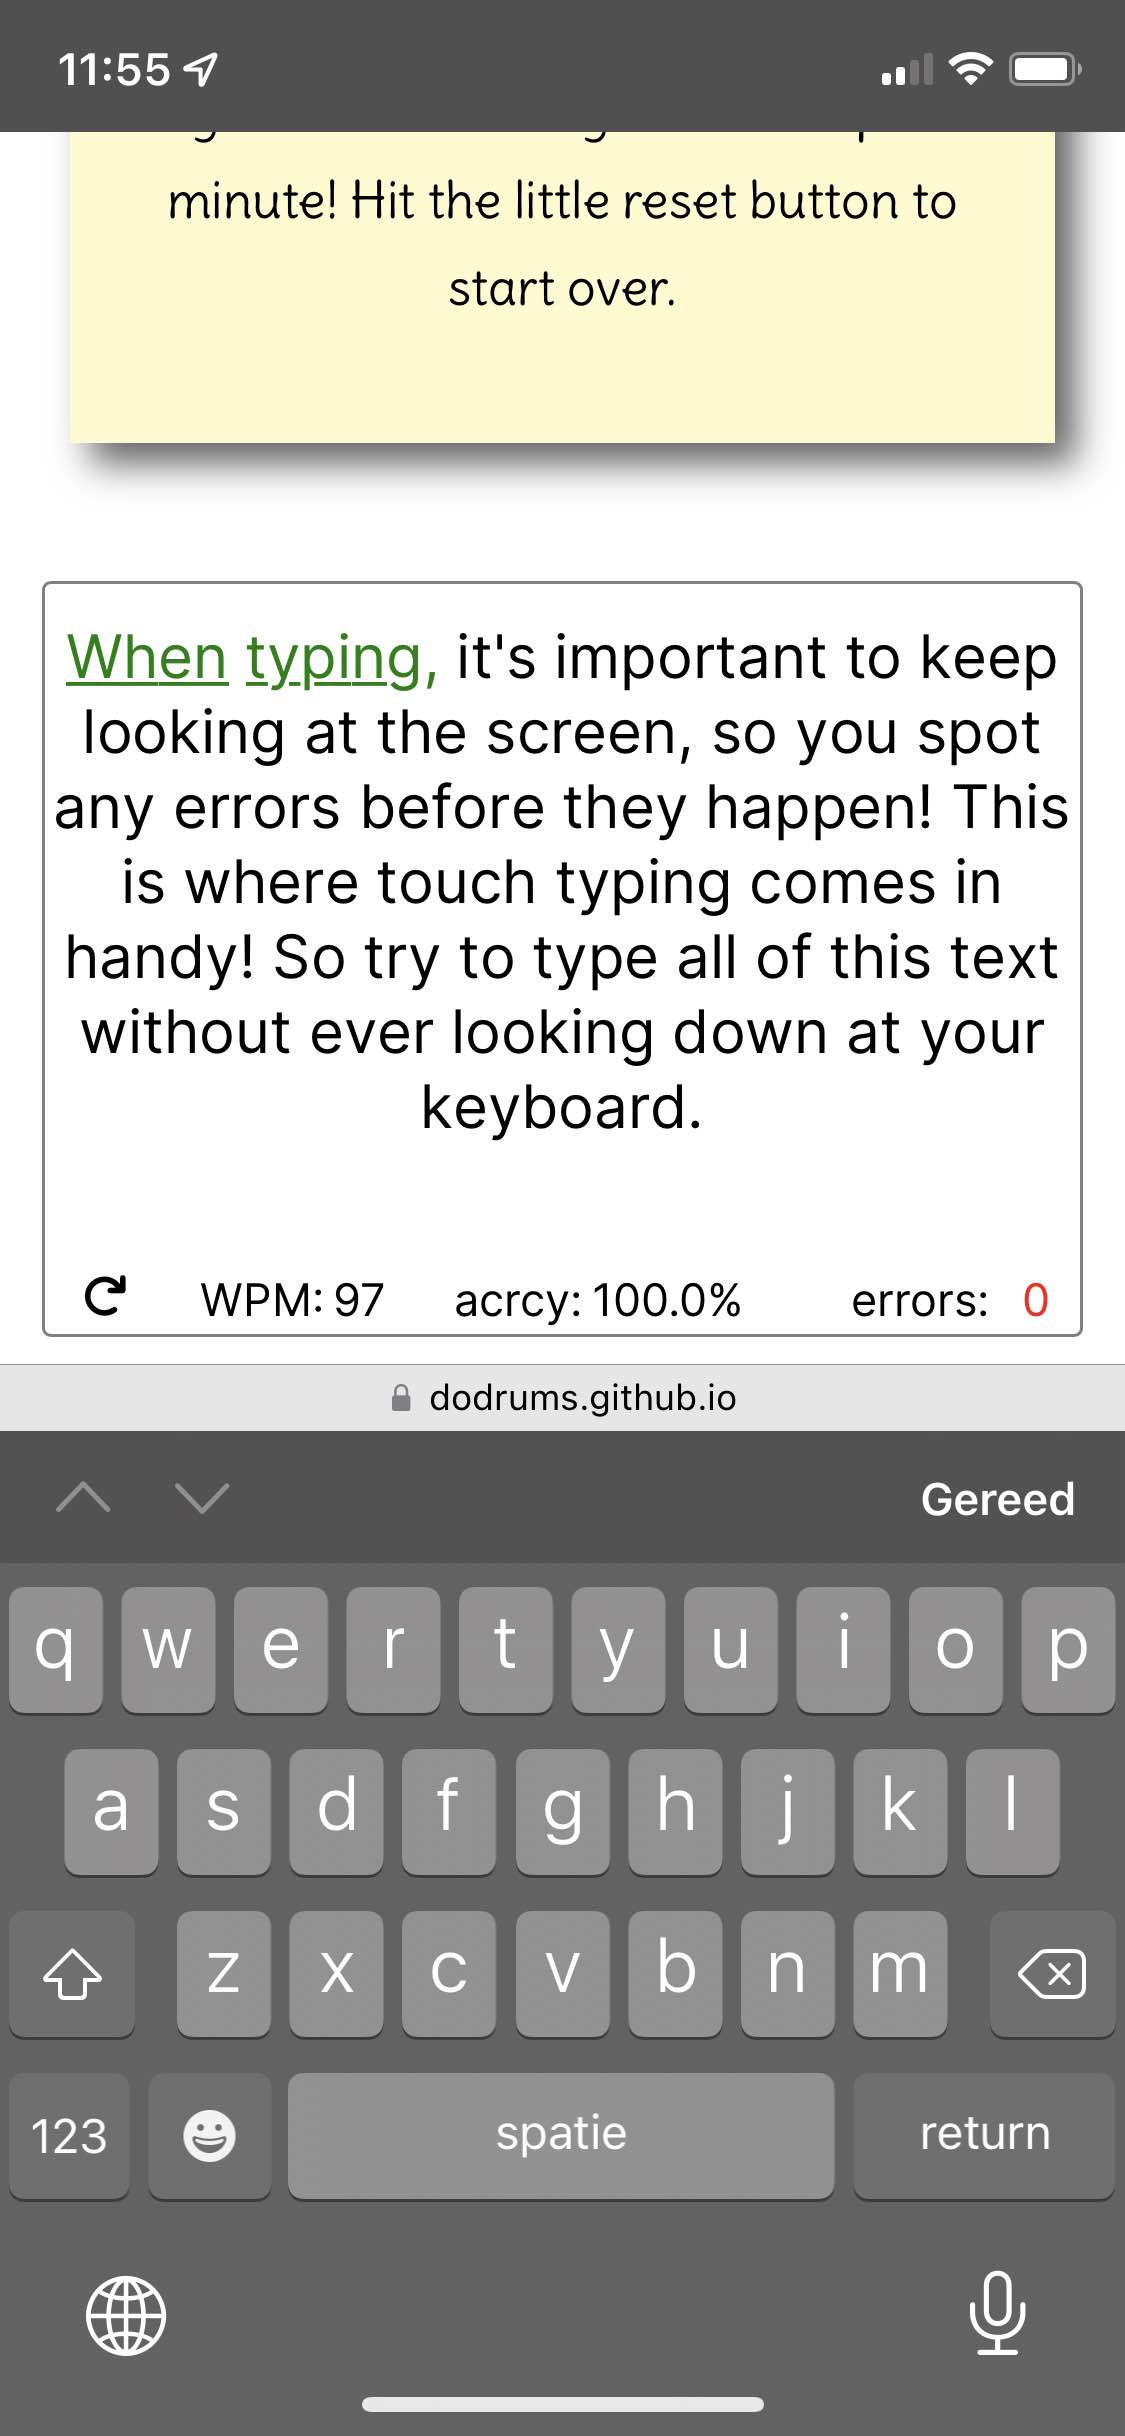 11:55
minute! Hit the little reset button to
start over.
When typing, it's important to keep
looking at the screen, so you spot
any errors before they happen! This
is where touch typing comes in
handy! So try to type all of this text
without ever looking down at your
keyboard.
WPM: 97 acrcy: 100.0% errors: 0
dodrums.github.io
Gereed
q w e r t y u i o p
a s d f g h j k l
z x c v b n m
123 spatie return